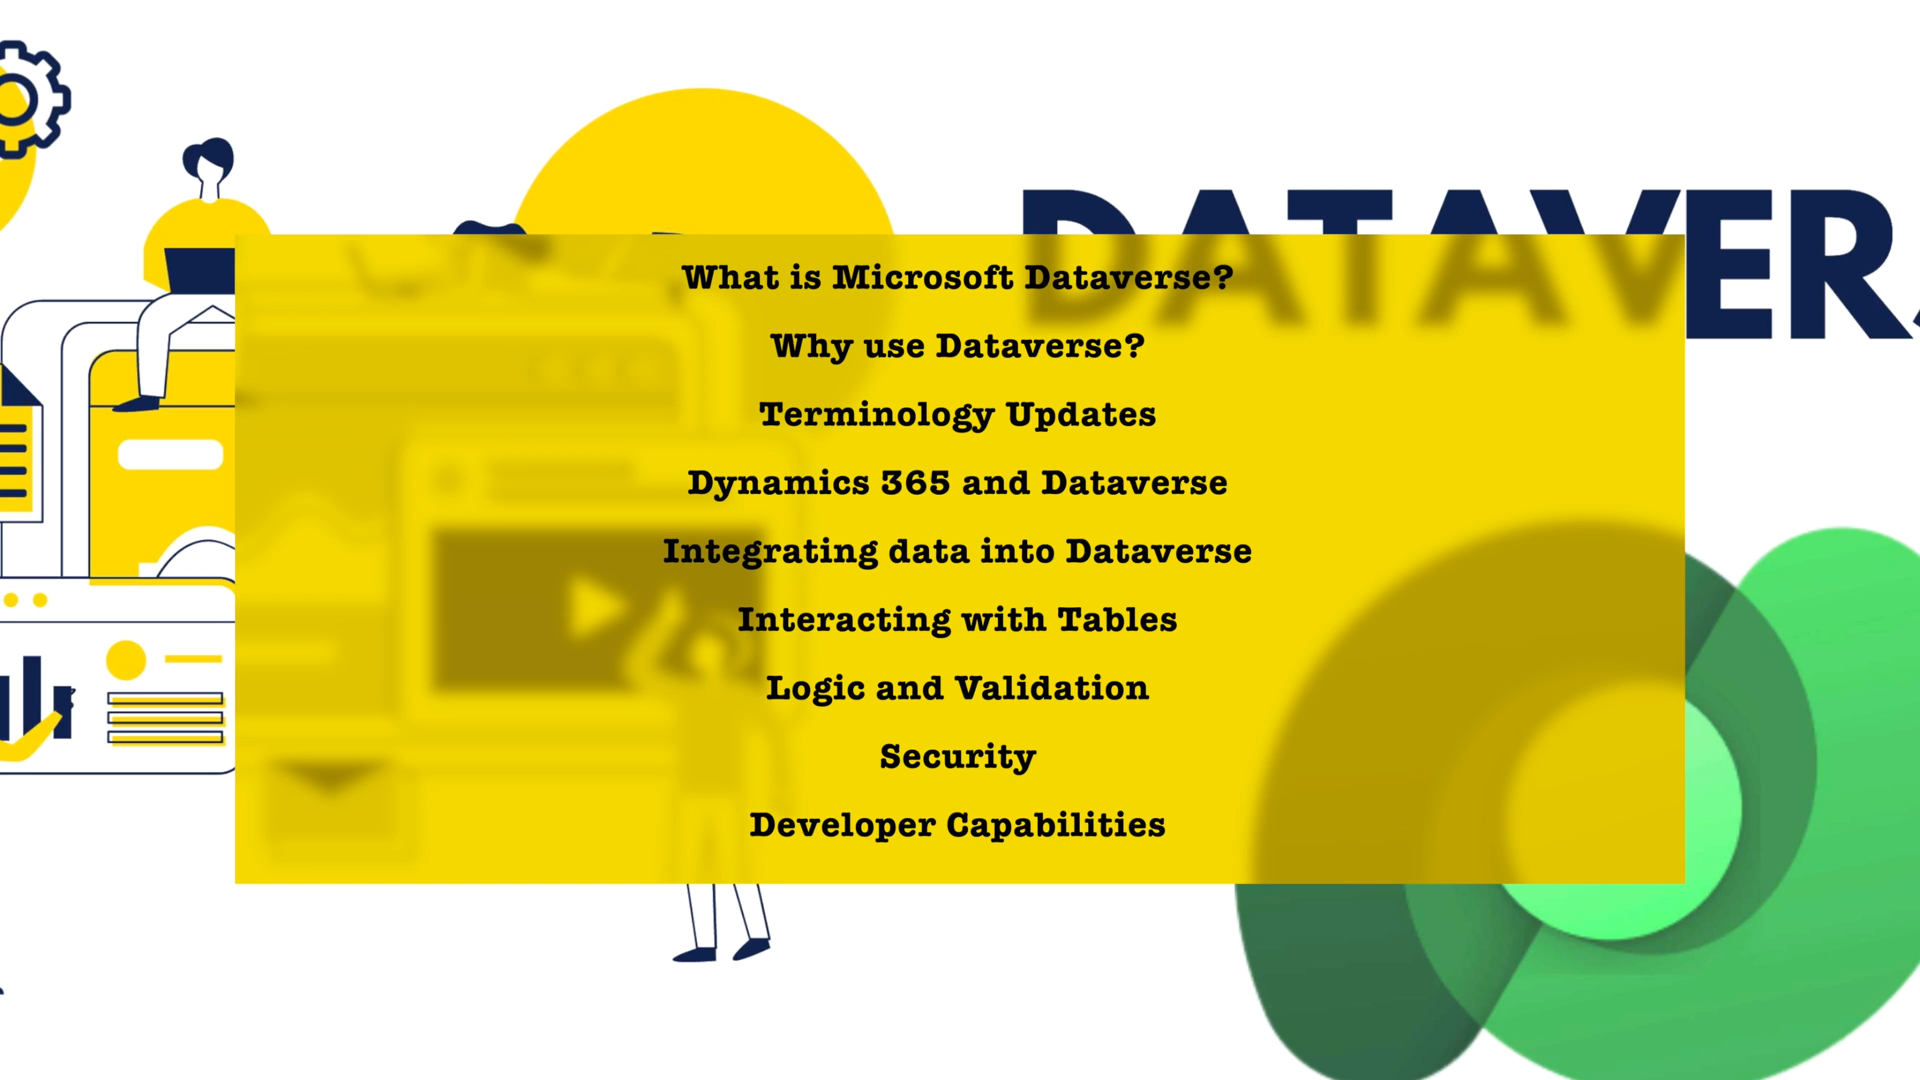 DATAVER
What is Microsoft Dataverse?
Why use Dataverse?
Terminology Updates
Dynamics 365 and Dataverse
Integrating data into Dataverse
Interacting with Tables
Logic and Validation
Security
Developer Capabilities